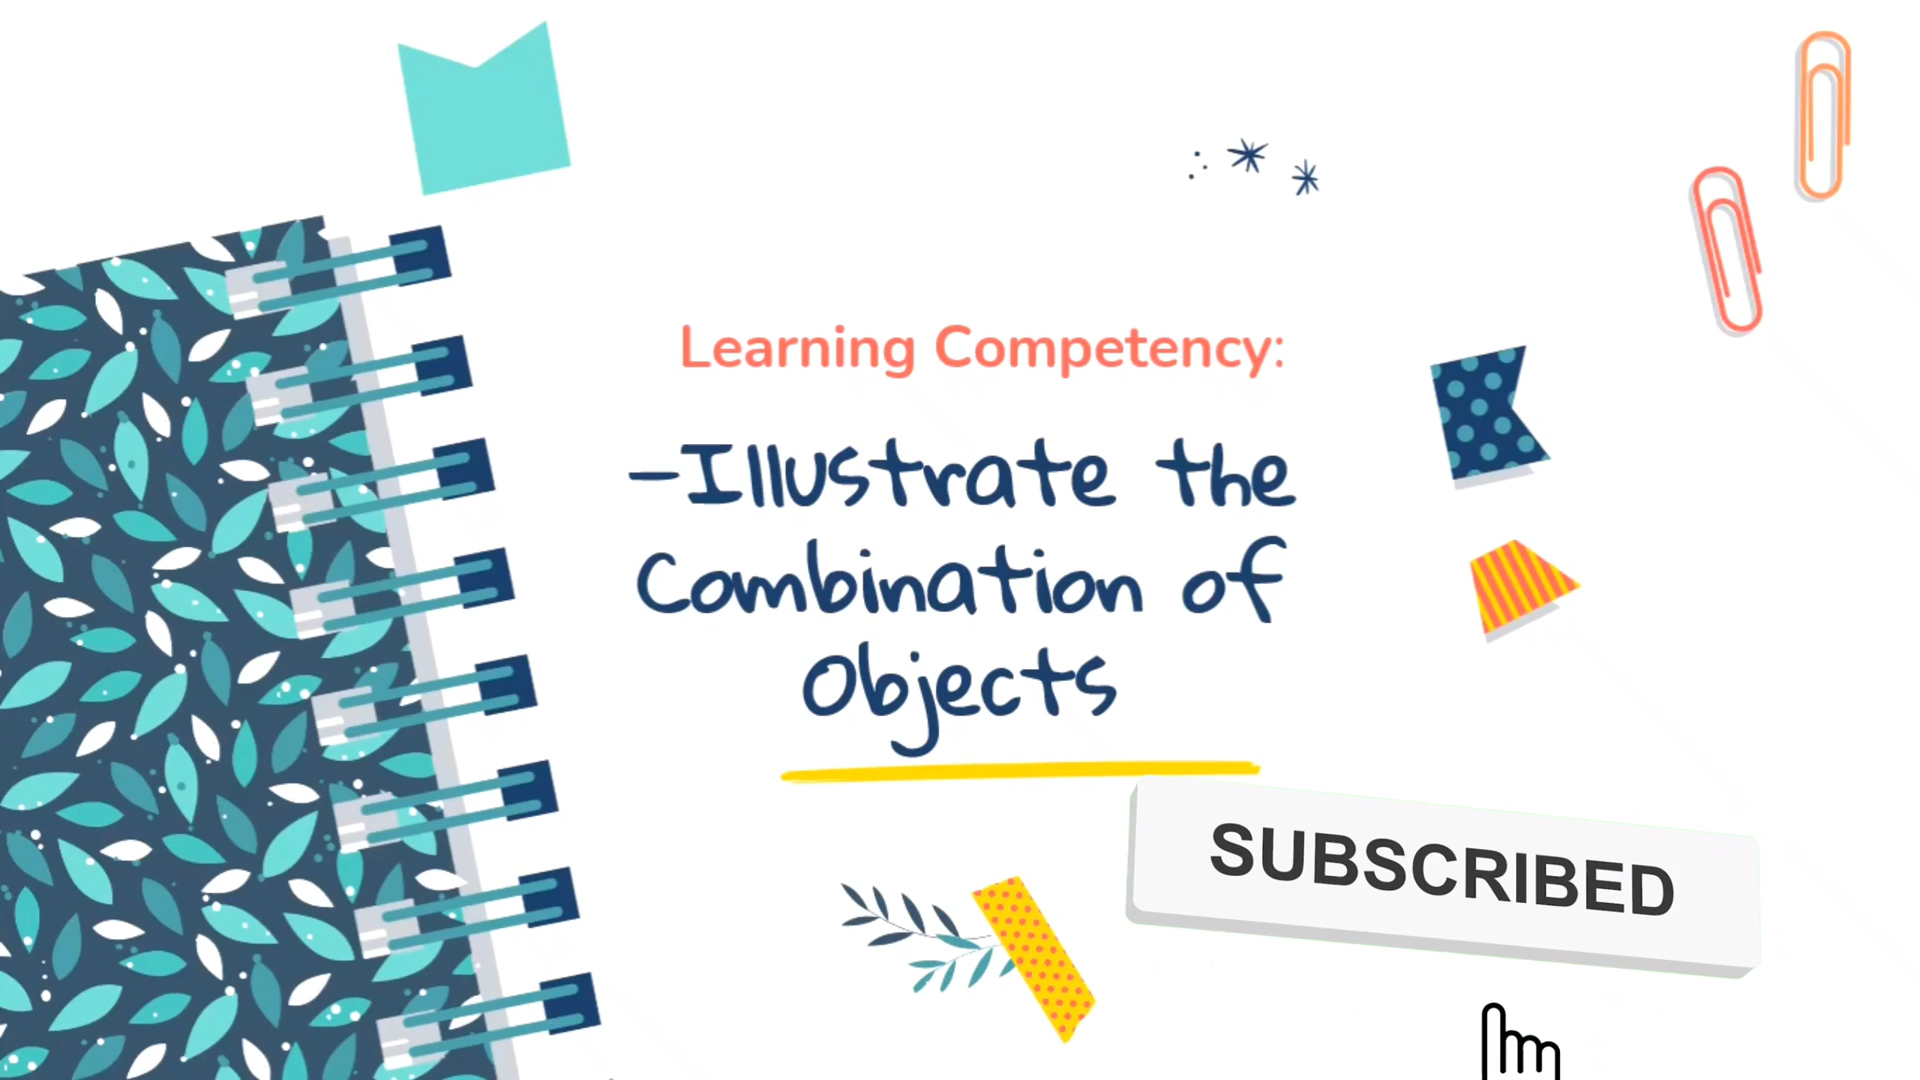 Learning Competency:
-Illustrate the
Combination of
Objects
SUBSCRIBED